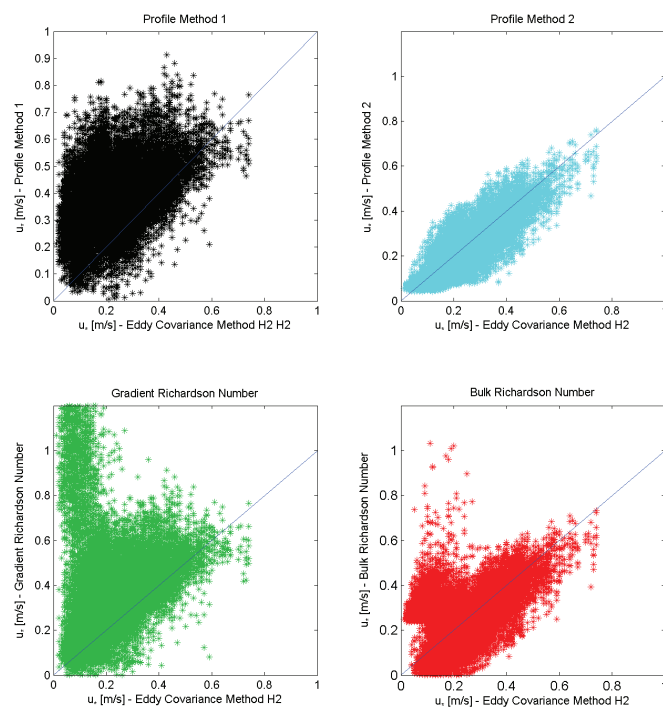 Profile Method 1
1
0.9
0.8
0.7
0.6
0.5
0.4
0.3
0.2
0.1
0
u* [m/s] - Profile Method 1
0 0.2 0.4 0.6 0.8 1
u* [m/s] - Eddy Covariance Method H2 H2
Profile Method 2
1
0.8
0.6
0.4
0.2
0
u* [m/s] - Profile Method 2
0 0.2 0.4 0.6 0.8 1
u* [m/s] - Eddy Covariance Method H2
Gradient Richardson Number
1
0.8
0.6
0.4
0.2
0
u* [m/s] - Gradient Richardson Number
0 0.2 0.4 0.6 0.8 1
u* [m/s] - Eddy Covariance Method H2
Bulk Richardson Number
1
0.8
0.6
0.4
0.2
0
u* [m/s] - Bulk Richardson Number
0 0.2 0.4 0.6 0.8 1
u* [m/s] - Eddy Covariance Method H2